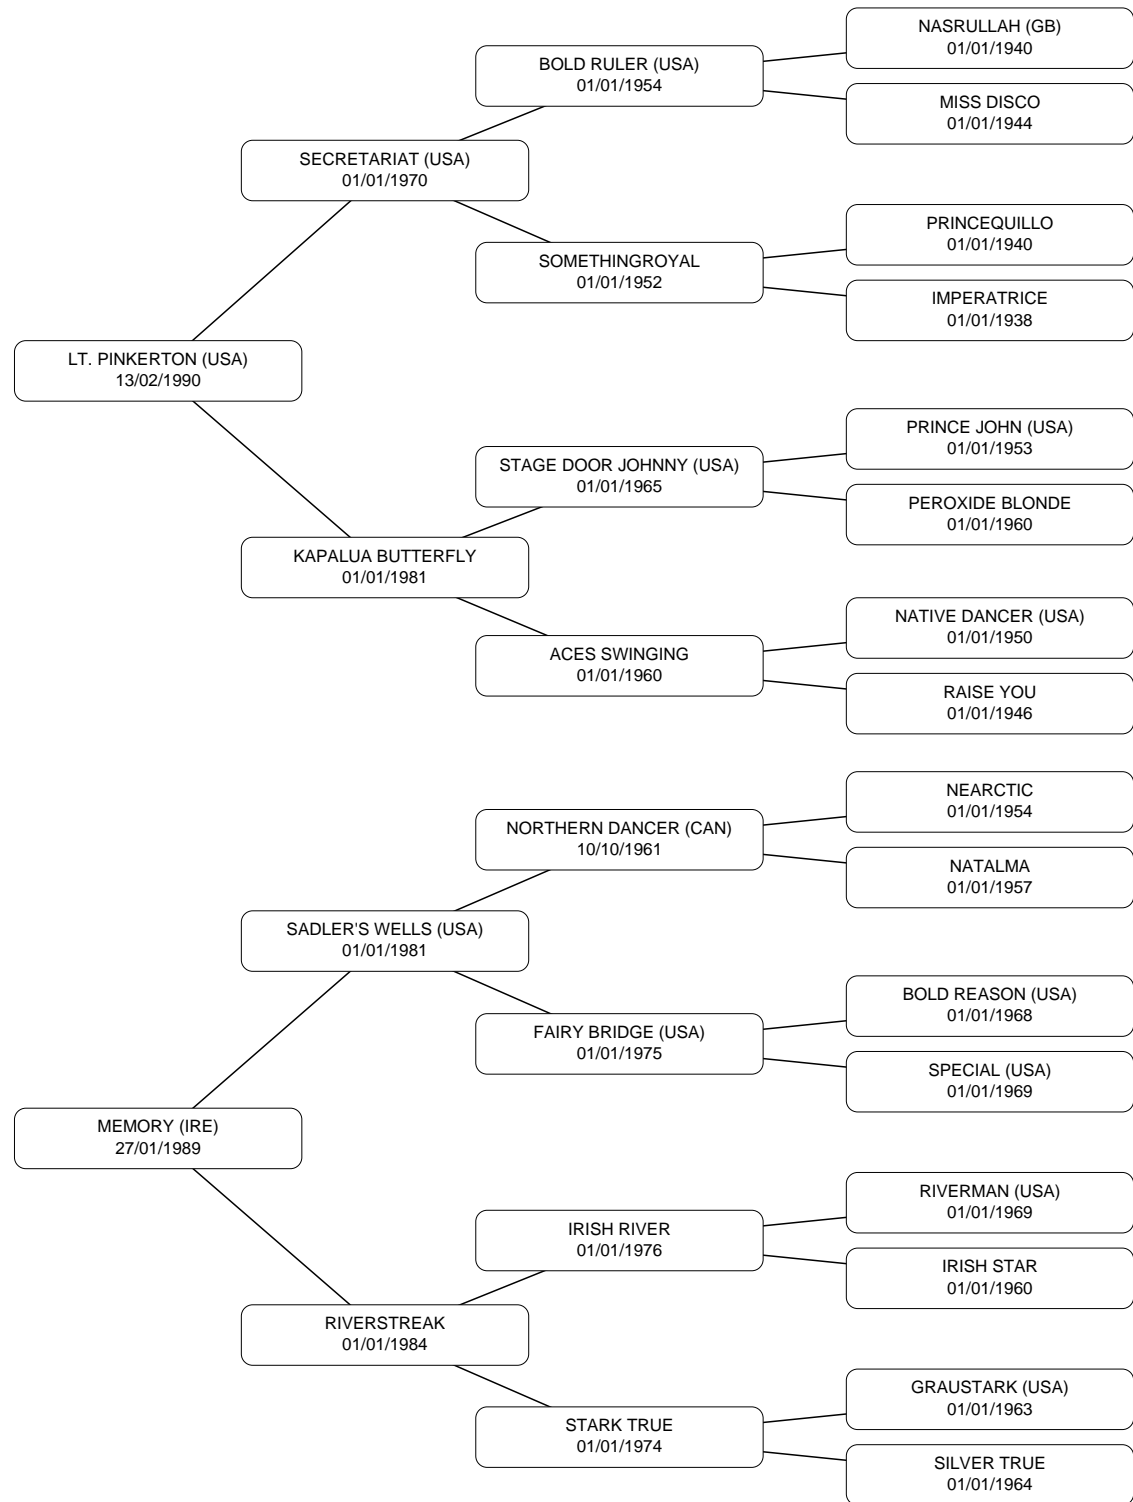 NASRULLAH (GB)
01/01/1940
BOLD RULER (USA)
01/01/1954
MISS DISCO
01/01/1944
SECRETARIAT (USA)
01/01/1970
PRINCEQUILLO
01/01/1940
SOMETHINGROYAL
01/01/1952
IMPERATRICE
01/01/1938
LT. PINKERTON (USA)
13/02/1990
PRINCE JOHN (USA)
01/01/1953
STAGE DOOR JOHNNY (USA)
01/01/1965
PEROXIDE BLONDE
01/01/1960
KAPALUA BUTTERFLY
01/01/1981
NATIVE DANCER (USA)
01/01/1950
ACES SWINGING
01/01/1960
RAISE YOU
01/01/1946
NEARCTIC
01/01/1954
NORTHERN DANCER (CAN)
10/10/1961
NATALMA
01/01/1957
SADLER'S WELLS (USA)
01/01/1981
BOLD REASON (USA)
01/01/1968
FAIRY BRIDGE (USA)
01/01/1975
SPECIAL (USA)
01/01/1969
MEMORY (IRE)
27/01/1989
RIVERMAN (USA)
01/01/1969
IRISH RIVER
01/01/1976
IRISH STAR
01/01/1960
RIVERSTREAK
01/01/1984
GRAUSTARK (USA)
01/01/1963
STARK TRUE
01/01/1974
SILVER TRUE
01/01/1964